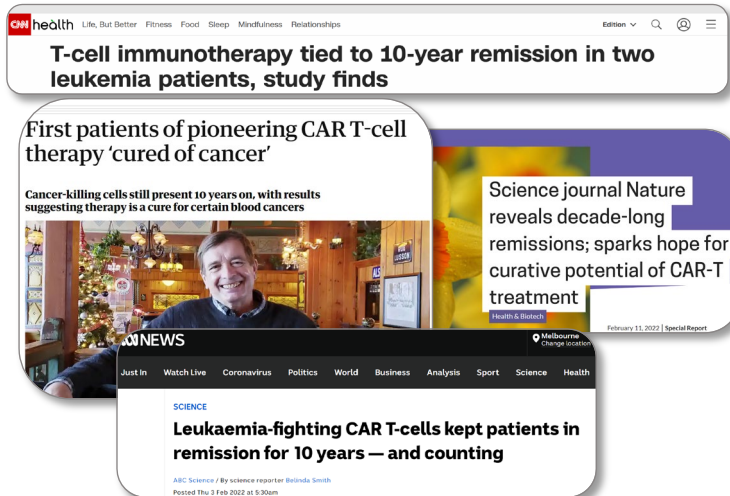 CNN health Life, But Better Fitness Food Sleep Mindfulness Relationships Edition
T-cell immunotherapy tied to 10-year remission in two
leukemia patients, study finds
First patients of pioneering CAR T-cell
therapy ‘cured of cancer’
Cancer-killing cells still present 10 years on, with results
suggesting therapy is a cure for certain blood cancers
Science journal Nature
reveals decade-long
remissions; sparks hope for
curative potential of CAR-T
treatment
Health & Biotech
February 11, 2022 | Special Report
NEWS
Melbourne
Change location
Just In Watch Live Coronavirus Politics World Business Analysis Sport Science Health
SCIENCE
Leukaemia-fighting CAR T-cells kept patients in
remission for 10 years — and counting
ABC Science / By science reporter Belinda Smith
Posted Thu 3 Feb 2022 at 5:30am